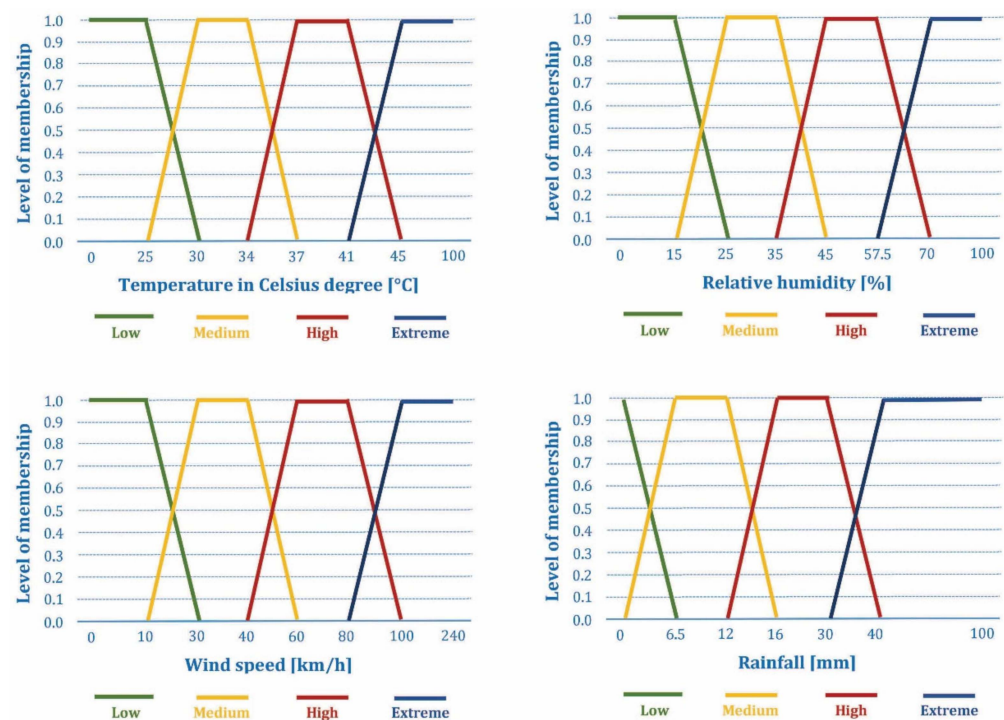 Level of membership
1.0
0.9
0.8
0.7
0.6
0.5
0.4
0.3
0.2
0.1
0.0
0 25 30 34 37 41 45 100
Temperature in Celsius degree [°C]
Low Medium High Extreme
Level of membership
1.0
0.9
0.8
0.7
0.6
0.5
0.4
0.3
0.2
0.1
0.0
0 15 25 35 45 57.5 70 100
Relative humidity [%]
Low Medium High Extreme
Level of membership
1.0
0.9
0.8
0.7
0.6
0.5
0.4
0.3
0.2
0.1
0.0
0 10 30 40 60 80 100 240
Wind speed [km/h]
Low Medium High Extreme
Level of membership
1.0
0.9
0.8
0.7
0.6
0.5
0.4
0.3
0.2
0.1
0.0
0 6.5 12 16 30 40 100
Rainfall [mm]
Low Medium High Extreme